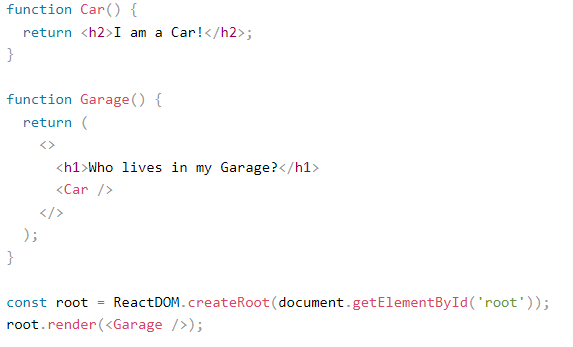 function Car() {
  return <h2>I am a Car!</h2>;
}

function Garage() {
  return (
    <>
      <h1>Who lives in my Garage?</h1>
      <Car />
    </>
  );
}

const root = ReactDOM.createRoot(document.getElementById('root'));
root.render(<Garage />);